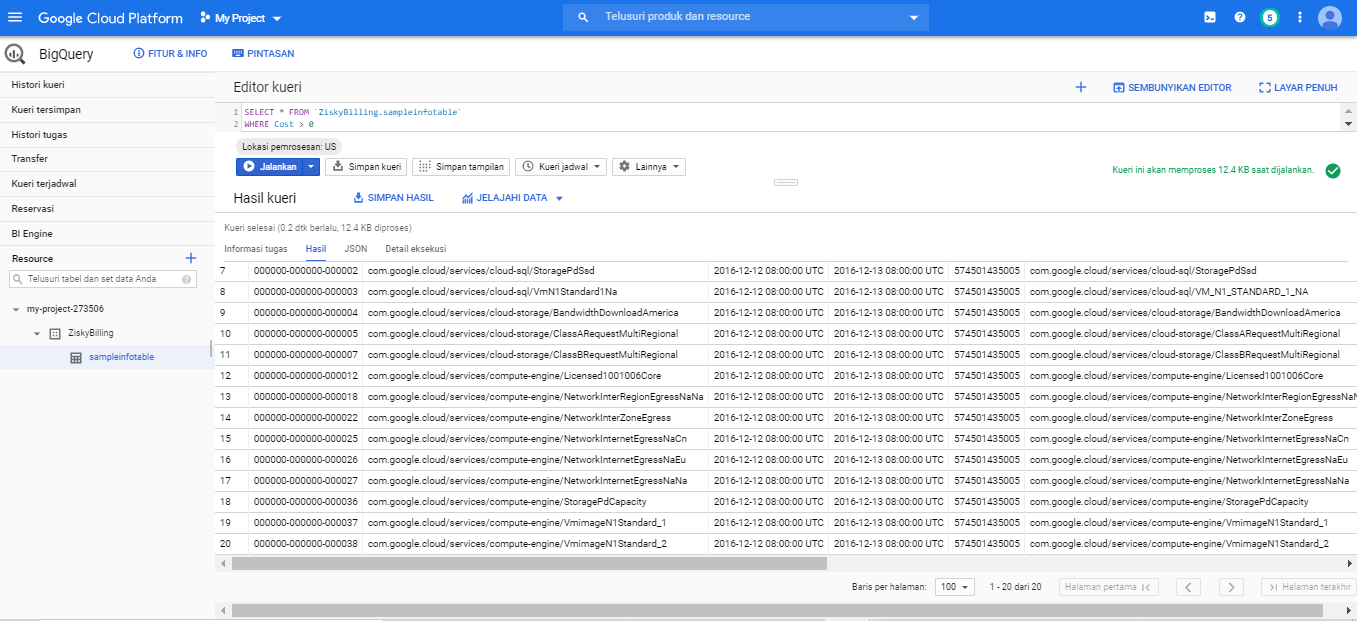 Google Cloud Platform My Project Telusuri produk dan resource 5
BigQuery FITUR & INFO PINTASAN
Histori kueri
Kueri tersimpan
Histori tugas
Transfer
Kueri terjadwal
Reservasi
BI Engine
Resource
Telusuri tabel dan set data Anda
my-project-273506
ZiskyBilling
sampleinfotable
Editor kueri SEMBUNYIKAN EDITOR LAYAR PENUH
1 SELECT * FROM `ZiskyBilling.sampleinfotable`
2 WHERE Cost > 0
Lokasi pemrosesan: US
Jalankan Simpan kueri Simpan tampilan Kueri jadwal Lainnya Kueri ini akan memproses 12.4 KB saat dijalankan.
Hasil kueri SIMPAN HASIL JELAJAHI DATA
Kueri selesai (0.2 dtk berlalu, 12.4 KB diproses)
Informasi tugas Hasil JSON Detail eksekusi
7 000000-000000-000002 com.google.cloud/services/cloud-sql/StoragePdSsd 2016-12-12 08:00:00 UTC 2016-12-13 08:00:00 UTC 574501435005 com.google.cloud/services/cloud-sql/StoragePdSsd
8 000000-000000-000003 com.google.cloud/services/cloud-sql/VmN1Standard1Na 2016-12-12 08:00:00 UTC 2016-12-13 08:00:00 UTC 574501435005 com.google.cloud/services/cloud-sql/VM_N1_STANDARD_1_NA
9 000000-000000-000004 com.google.cloud/services/cloud-storage/BandwidthDownloadAmerica 2016-12-12 08:00:00 UTC 2016-12-13 08:00:00 UTC 574501435005 com.google.cloud/services/cloud-storage/BandwidthDownloadAmerica
10 000000-000000-000005 com.google.cloud/services/cloud-storage/ClassARequestMultiRegional 2016-12-12 08:00:00 UTC 2016-12-13 08:00:00 UTC 574501435005 com.google.cloud/services/cloud-storage/ClassARequestMultiRegional
11 000000-000000-000007 com.google.cloud/services/cloud-storage/ClassBRequestMultiRegional 2016-12-12 08:00:00 UTC 2016-12-13 08:00:00 UTC 574501435005 com.google.cloud/services/cloud-storage/ClassBRequestMultiRegional
12 000000-000000-000012 com.google.cloud/services/compute-engine/Licensed1001006Core 2016-12-12 08:00:00 UTC 2016-12-13 08:00:00 UTC 574501435005 com.google.cloud/services/compute-engine/Licensed1001006Core
13 000000-000000-000018 com.google.cloud/services/compute-engine/NetworkInterRegionEgressNaNa 2016-12-12 08:00:00 UTC 2016-12-13 08:00:00 UTC 574501435005 com.google.cloud/services/compute-engine/NetworkInterRegionEgressNaN
14 000000-000000-000022 com.google.cloud/services/compute-engine/NetworkInterZoneEgress 2016-12-12 08:00:00 UTC 2016-12-13 08:00:00 UTC 574501435005 com.google.cloud/services/compute-engine/NetworkInterZoneEgress
15 000000-000000-000025 com.google.cloud/services/compute-engine/NetworkInternetEgressNaCn 2016-12-12 08:00:00 UTC 2016-12-13 08:00:00 UTC 574501435005 com.google.cloud/services/compute-engine/NetworkInternetEgressNaCn
16 000000-000000-000026 com.google.cloud/services/compute-engine/NetworkInternetEgressNaEu 2016-12-12 08:00:00 UTC 2016-12-13 08:00:00 UTC 574501435005 com.google.cloud/services/compute-engine/NetworkInternetEgressNaEu
17 000000-000000-000027 com.google.cloud/services/compute-engine/NetworkInternetEgressNaNa 2016-12-12 08:00:00 UTC 2016-12-13 08:00:00 UTC 574501435005 com.google.cloud/services/compute-engine/NetworkInternetEgressNaNa
18 000000-000000-000036 com.google.cloud/services/compute-engine/StoragePdCapacity 2016-12-12 08:00:00 UTC 2016-12-13 08:00:00 UTC 574501435005 com.google.cloud/services/compute-engine/StoragePdCapacity
19 000000-000000-000037 com.google.cloud/services/compute-engine/VmimageN1Standard_1 2016-12-12 08:00:00 UTC 2016-12-13 08:00:00 UTC 574501435005 com.google.cloud/services/compute-engine/VmimageN1Standard_1
20 000000-000000-000038 com.google.cloud/services/compute-engine/VmimageN1Standard_2 2016-12-12 08:00:00 UTC 2016-12-13 08:00:00 UTC 574501435005 com.google.cloud/services/compute-engine/VmimageN1Standard_2
Baris per halaman: 100 1 - 20 dari 20 Halaman pertama Halaman terakhir